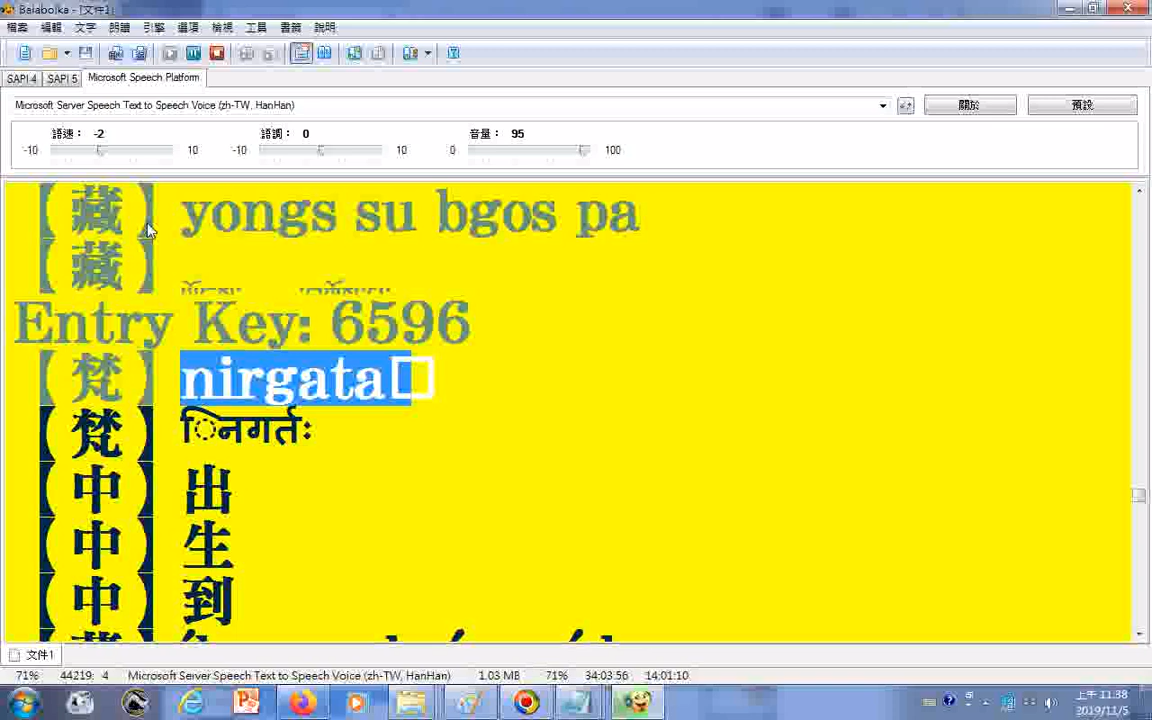 Balabolka - [文件1]
檔案 編輯 文字 朗讀 引擎 選項 檢視 工具 書籤 說明
SAPI 4 SAPI 5 Microsoft Speech Platform
Microsoft Server Speech Text to Speech Voice (zh-TW, HanHan) 關於 預設
語速： -2 語調： 0 音量： 95
-10 10 -10 10 0 100
【藏】 yongs su bgos pa
【藏】
Entry Key: 6596
【梵】 nirgata□
【梵】 िनगर्तः
【中】 出
【中】 生
【中】 到
文件1
71% 44219: 4 Microsoft Server Speech Text to Speech Voice (zh-TW, HanHan) 1.03 MB 71% 34:03:56 14:01:10
上午 11:38
2019/11/5